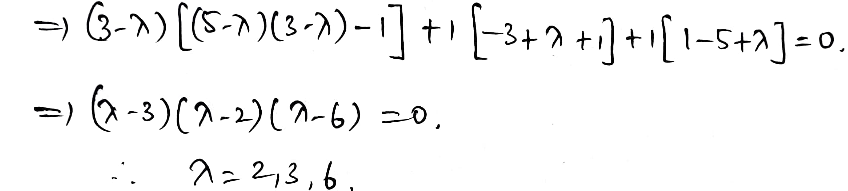 ⇒ (3-λ) [(5-λ)(3-λ)-1] +1 [-3+λ+1] +1[1-5+λ]=0.
⇒ (λ-3)(λ-2)(λ-6) =0.
∴ λ=2,3,6.